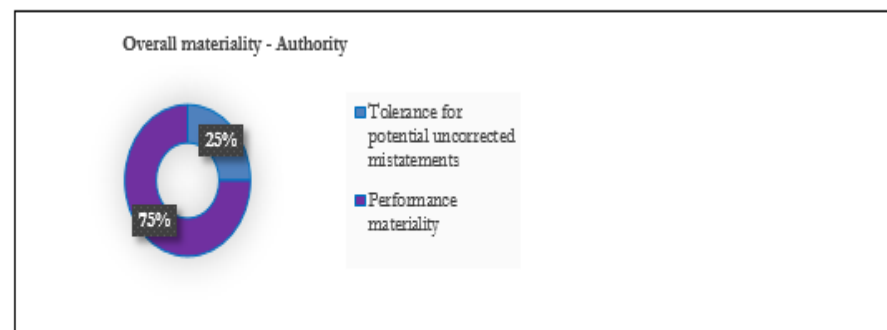 Overall materiality - Authority
25%
75%
Tolerance for
potential uncorrected
mistatements
Performance
materiality